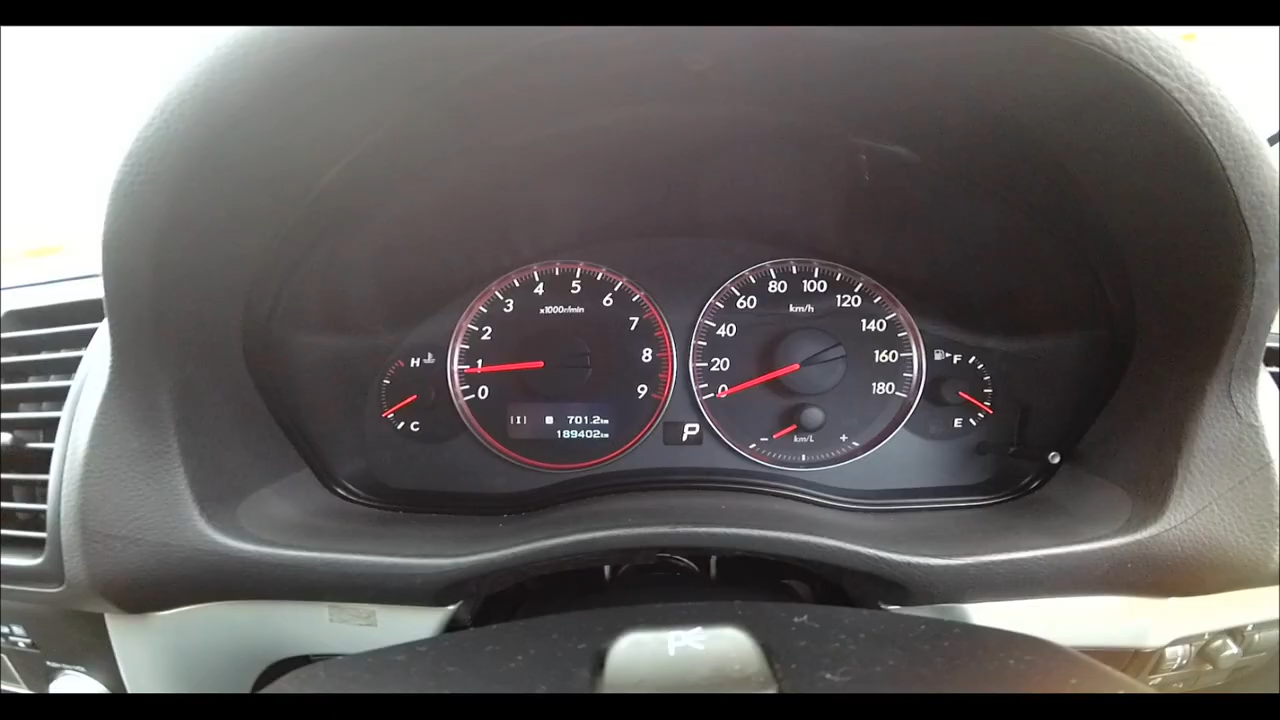 0 1 2 3 4 5 6 7 8 9
x1000r/min
H
C
[I] 701.2km
189402km
P
0 20 40 60 80 100 120 140 160 180
km/h
− km/L +
F
E